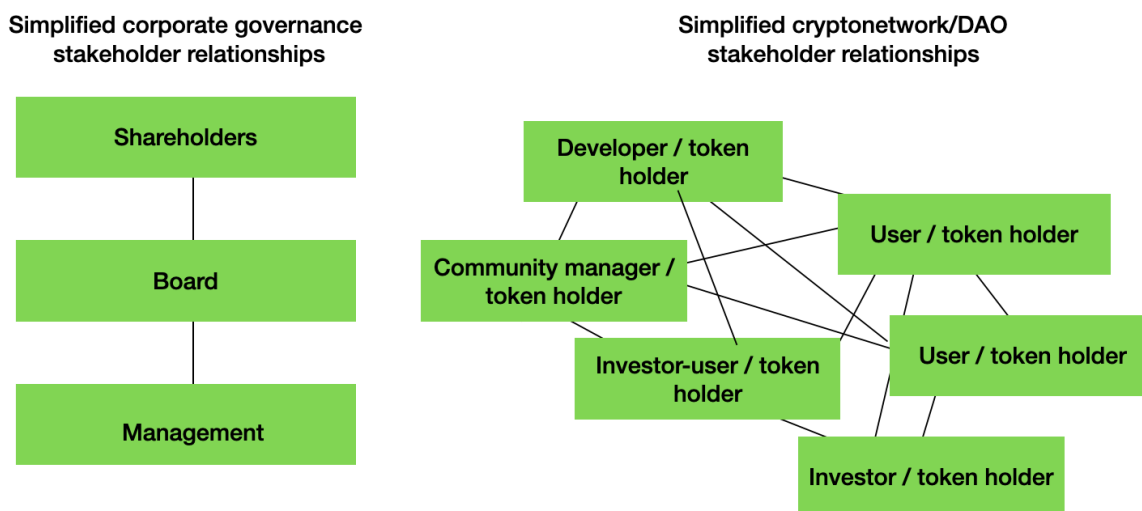 Simplified corporate governance
stakeholder relationships
Shareholders
Board
Management
Simplified cryptonetwork/DAO
stakeholder relationships
Developer / token
holder
User / token holder
Community manager /
token holder
User / token holder
Investor-user / token
holder
Investor / token holder